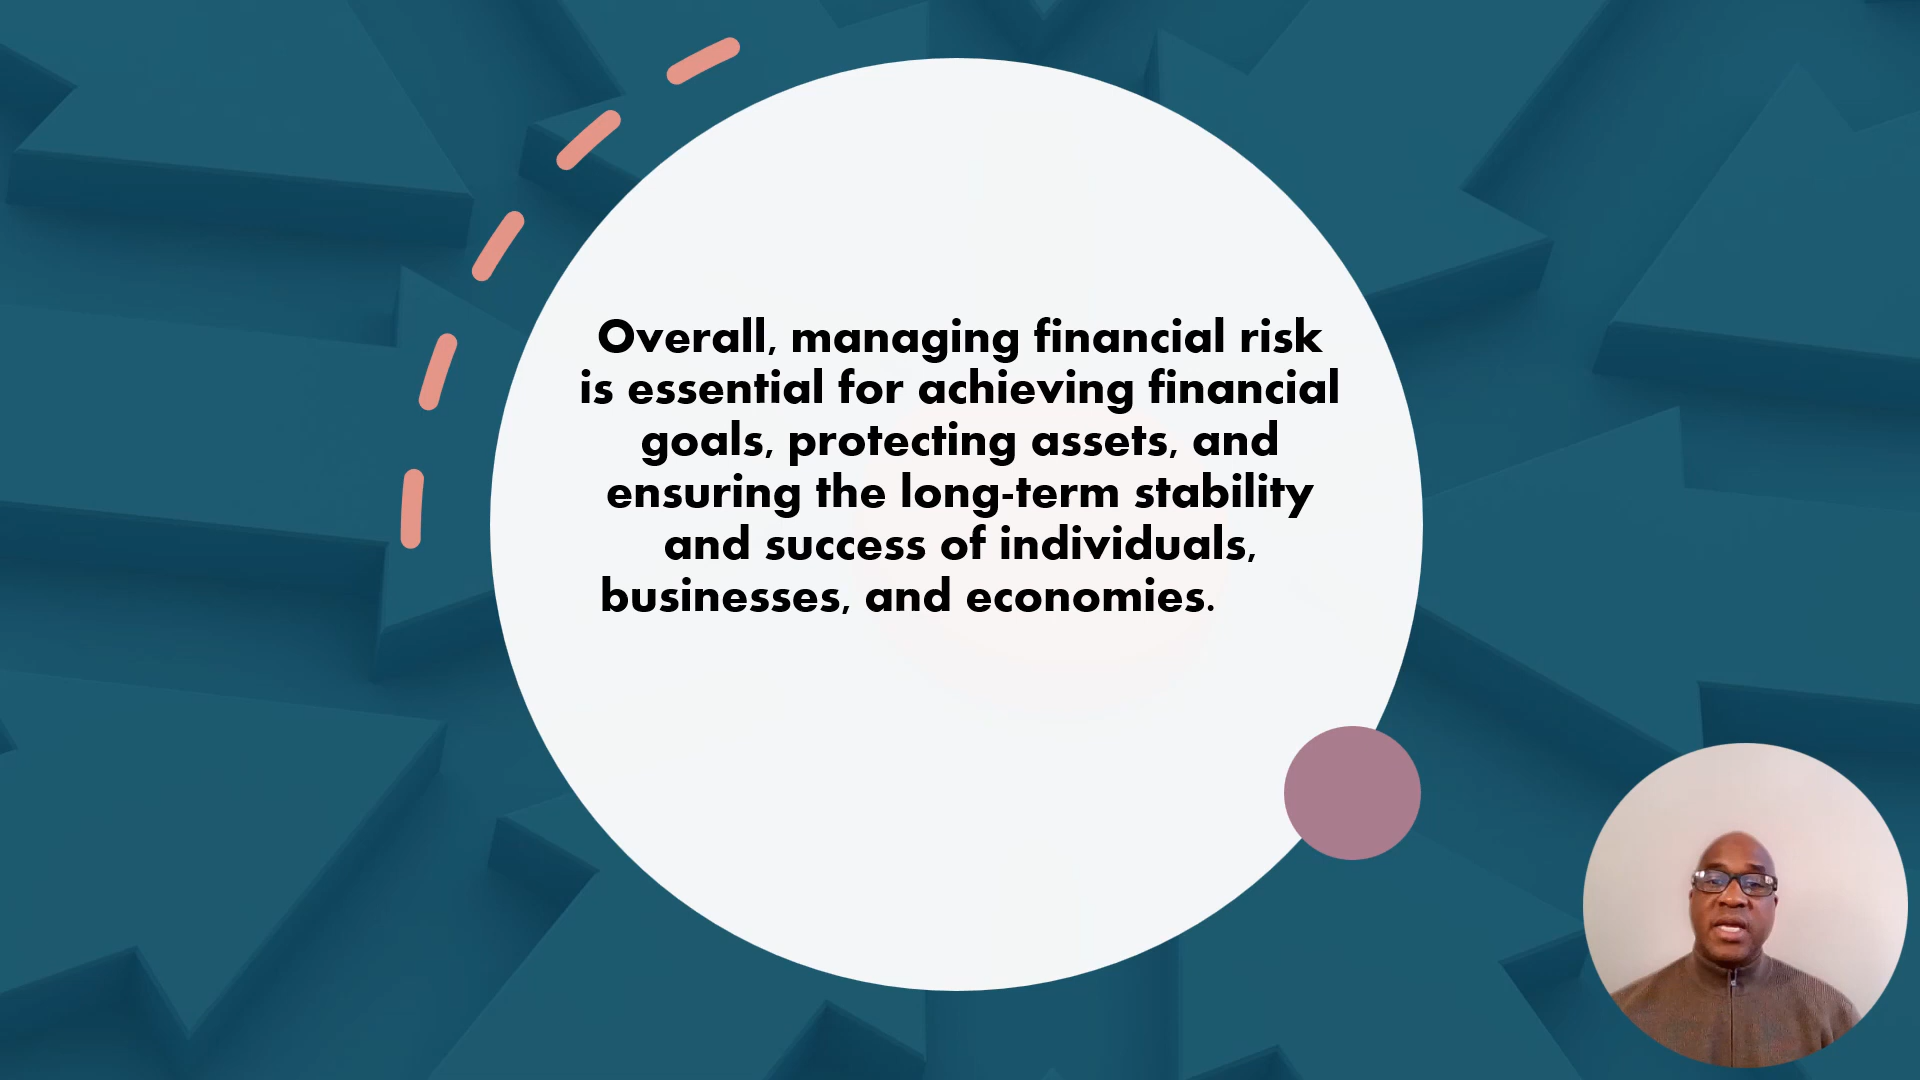 Overall, managing financial risk
is essential for achieving financial
goals, protecting assets, and
ensuring the long-term stability
and success of individuals,
businesses, and economies.